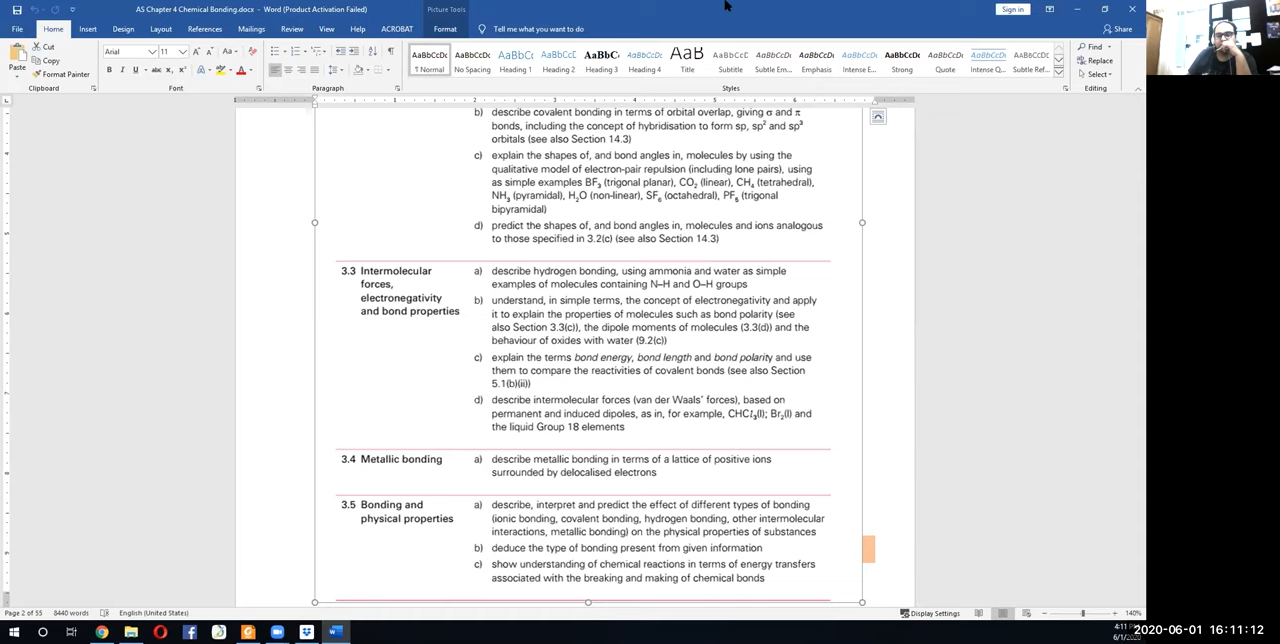 AS Chapter 4 Chemical Bonding.docx - Word (Product Activation Failed)
Picture Tools
Sign in
File Home Insert Design Layout References Mailings Review View Help ACROBAT Format Tell me what you want to do
Share
Cut
Copy
Format Painter
Paste
Arial 11
Find
Replace
Select
AaBbCcDc AaBbCcDc AaBbC AaBbCcC AaBbC AaBbCcDc AaB AaBbCcD AaBbCcDc AaBbCcDc AaBbCcDc AaBbCcDc AaBbCcDc AaBbCcDc AaBbCcDc
¶ Normal No Spacing Heading 1 Heading 2 Heading 3 Heading 4 Title Subtitle Subtle Em... Emphasis Intense E... Strong Quote Intense Q... Subtle Ref...
Clipboard Font Paragraph Styles Editing
b) describe covalent bonding in terms of orbital overlap, giving σ and π
bonds, including the concept of hybridisation to form sp, sp² and sp³
orbitals (see also Section 14.3)
c) explain the shapes of, and bond angles in, molecules by using the
qualitative model of electron-pair repulsion (including lone pairs), using
as simple examples BF₃ (trigonal planar), CO₂ (linear), CH₄ (tetrahedral),
NH₃ (pyramidal), H₂O (non-linear), SF₆ (octahedral), PF₅ (trigonal
bipyramidal)
d) predict the shapes of, and bond angles in, molecules and ions analogous
to those specified in 3.2(c) (see also Section 14.3)
3.3 Intermolecular
forces,
electronegativity
and bond properties
a) describe hydrogen bonding, using ammonia and water as simple
examples of molecules containing N–H and O–H groups
b) understand, in simple terms, the concept of electronegativity and apply
it to explain the properties of molecules such as bond polarity (see
also Section 3.3(c)), the dipole moments of molecules (3.3(d)) and the
behaviour of oxides with water (9.2(c))
c) explain the terms bond energy, bond length and bond polarity and use
them to compare the reactivities of covalent bonds (see also Section
5.1(b)(ii))
d) describe intermolecular forces (van der Waals' forces), based on
permanent and induced dipoles, as in, for example, CHCl₃(l); Br₂(l) and
the liquid Group 18 elements
3.4 Metallic bonding
a) describe metallic bonding in terms of a lattice of positive ions
surrounded by delocalised electrons
3.5 Bonding and
physical properties
a) describe, interpret and predict the effect of different types of bonding
(ionic bonding, covalent bonding, hydrogen bonding, other intermolecular
interactions, metallic bonding) on the physical properties of substances
b) deduce the type of bonding present from given information
c) show understanding of chemical reactions in terms of energy transfers
associated with the breaking and making of chemical bonds
Page 2 of 55 8440 words English (United States) Display Settings 140%
4:11 P
6/1/
2020-06-01 16:11:12